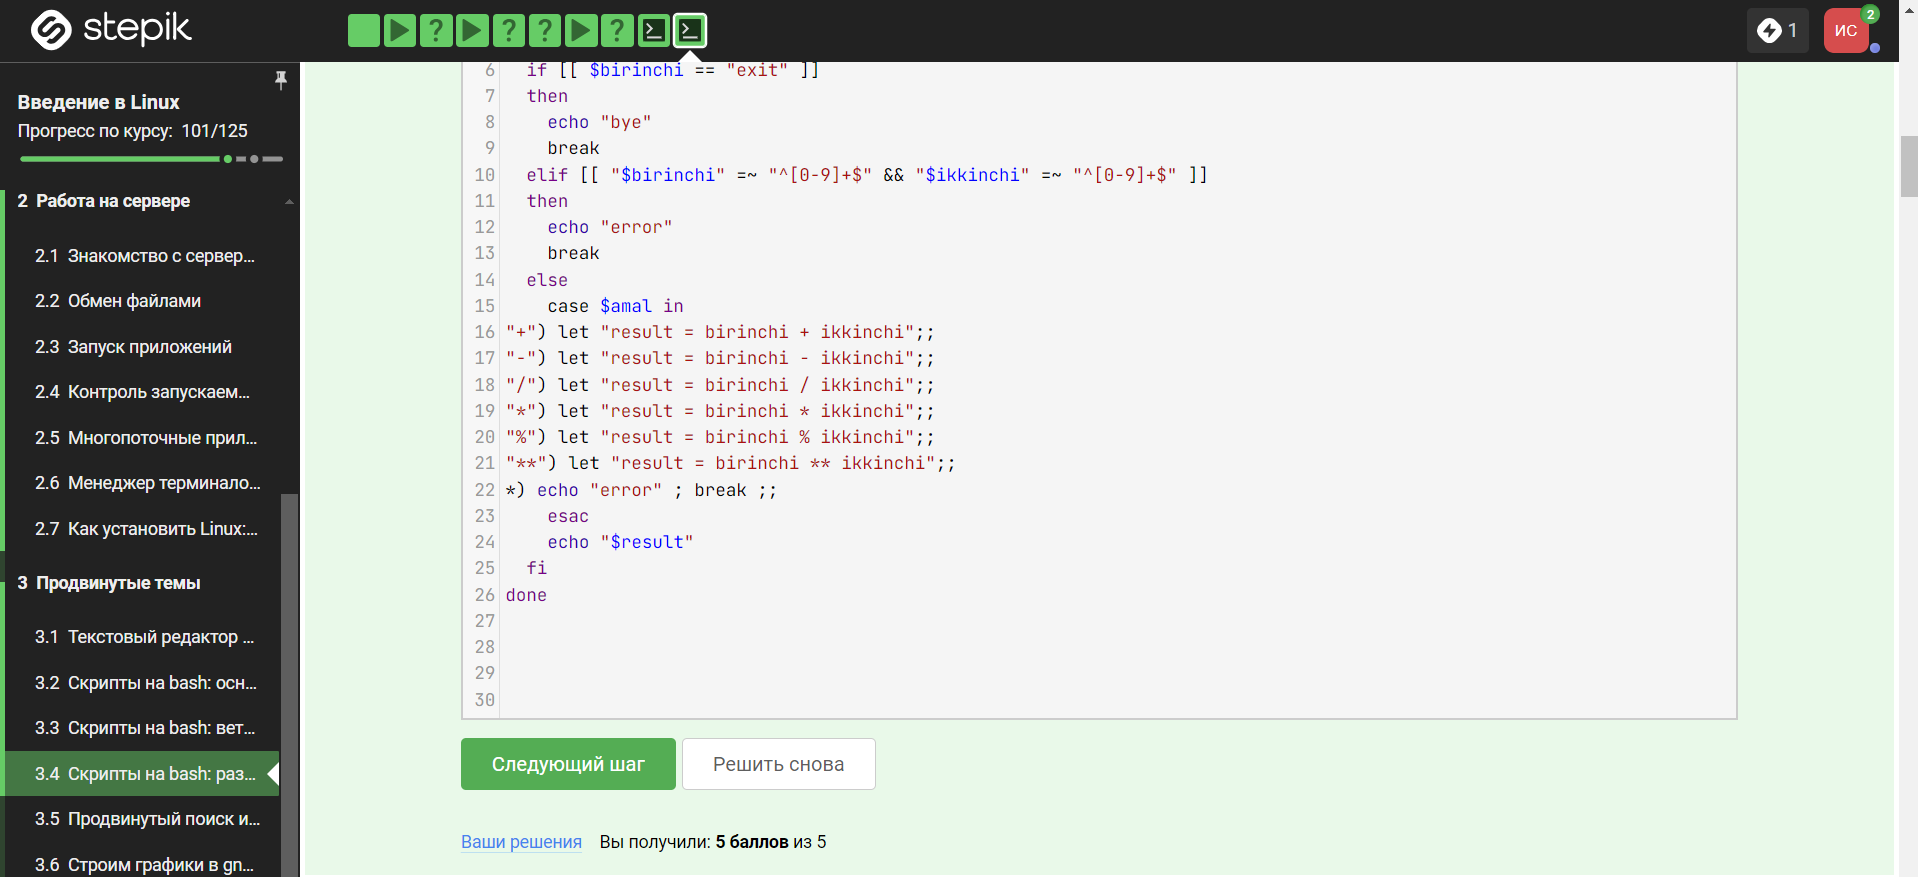 stepik
? ? ? ?
1
ИС
2
Введение в Linux
Прогресс по курсу: 101/125
2 Работа на сервере
2.1 Знакомство с сервер...
2.2 Обмен файлами
2.3 Запуск приложений
2.4 Контроль запускаем...
2.5 Многопоточные прил...
2.6 Менеджер терминало...
2.7 Как установить Linux:...
3 Продвинутые темы
3.1 Текстовый редактор ...
3.2 Скрипты на bash: осн...
3.3 Скрипты на bash: вет...
3.4 Скрипты на bash: раз...
3.5 Продвинутый поиск и...
3.6 Строим графики в gn...
6 if [[ $birinchi == "exit" ]]
7 then
8 echo "bye"
9 break
10 elif [[ "$birinchi" =~ "^[0-9]+$" && "$ikkinchi" =~ "^[0-9]+$" ]]
11 then
12 echo "error"
13 break
14 else
15 case $amal in
16 "+") let "result = birinchi + ikkinchi";;
17 "-") let "result = birinchi - ikkinchi";;
18 "/") let "result = birinchi / ikkinchi";;
19 "*") let "result = birinchi * ikkinchi";;
20 "%") let "result = birinchi % ikkinchi";;
21 "**") let "result = birinchi ** ikkinchi";;
22 *) echo "error" ; break ;;
23 esac
24 echo "$result"
25 fi
26 done
27
28
29
30
Следующий шаг
Решить снова
Ваши решения Вы получили: 5 баллов из 5